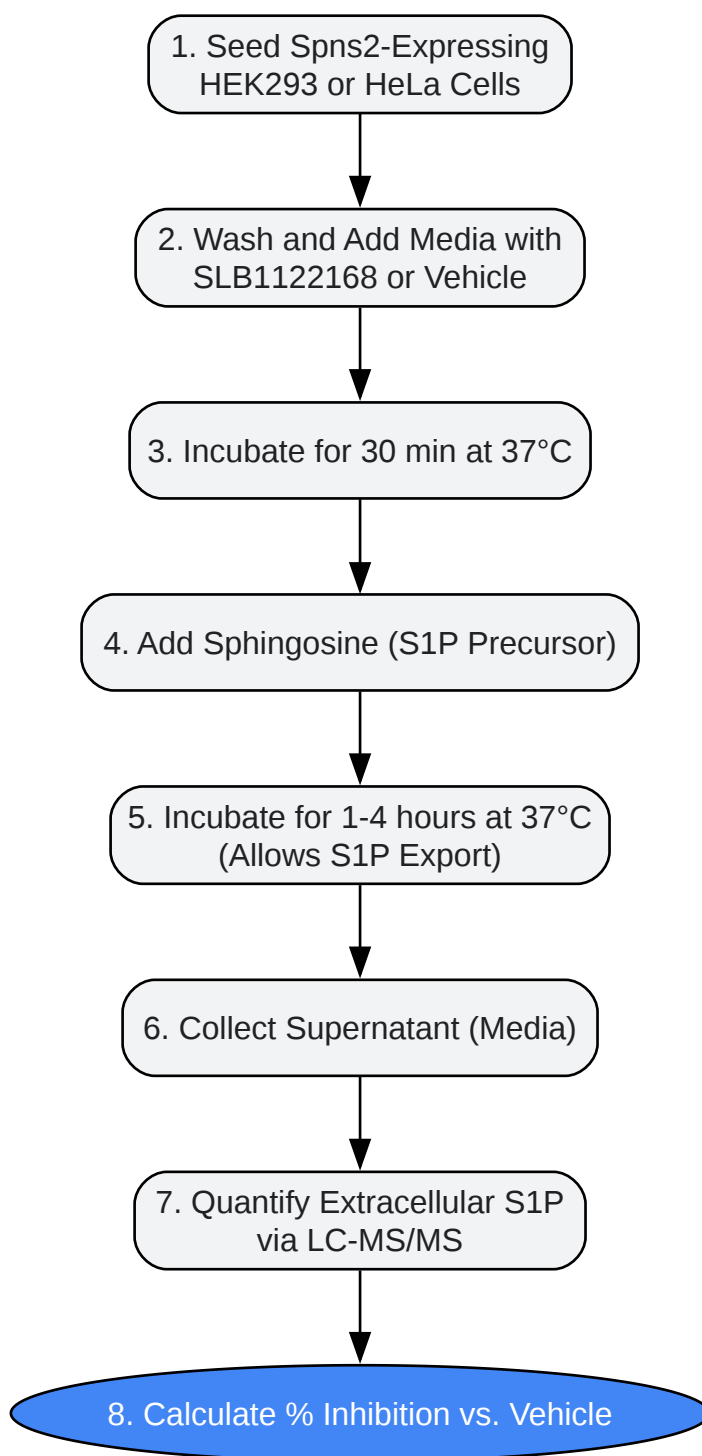 1. Seed Spns2-Expressing
HEK293 or HeLa Cells
2. Wash and Add Media with
SLB1122168 or Vehicle
3. Incubate for 30 min at 37°C
4. Add Sphingosine (S1P Precursor)
5. Incubate for 1-4 hours at 37°C
(Allows S1P Export)
6. Collect Supernatant (Media)
7. Quantify Extracellular S1P
via LC-MS/MS
8. Calculate % Inhibition vs. Vehicle